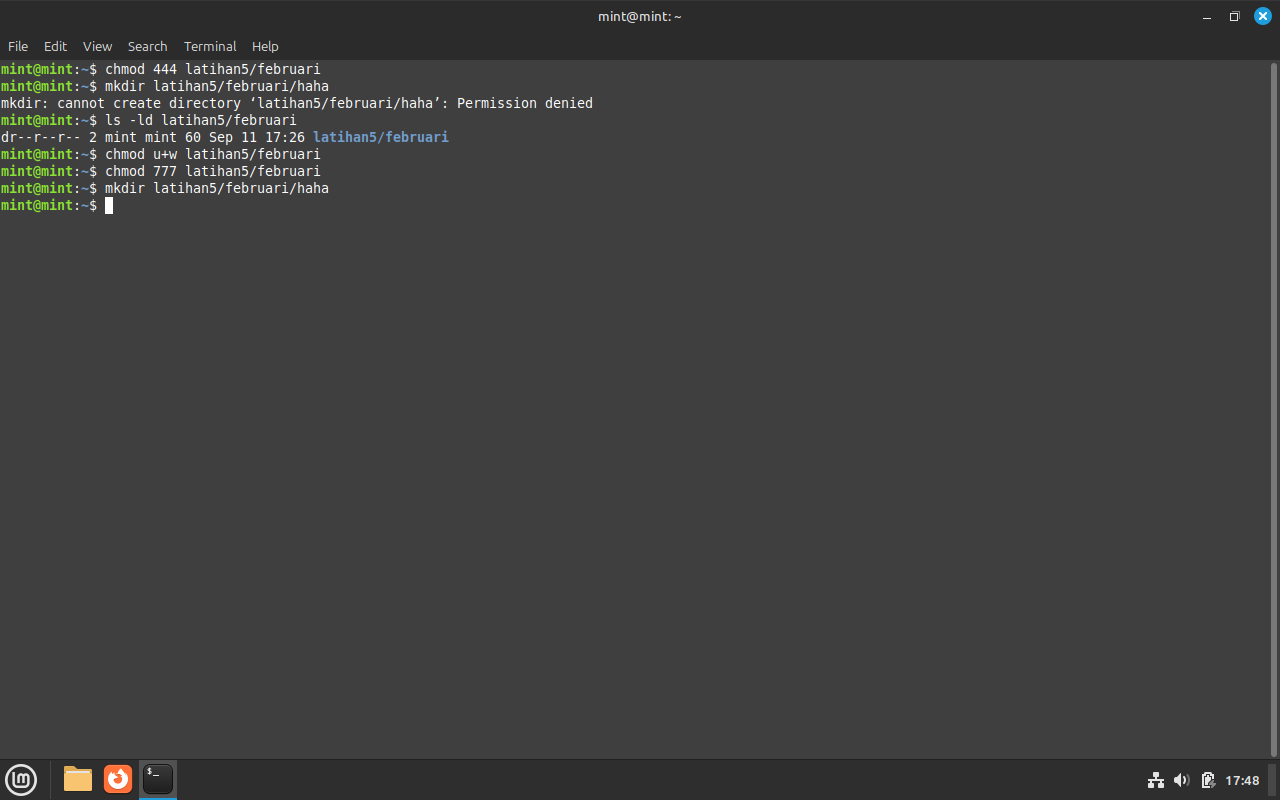 mint@mint: ~
File Edit View Search Terminal Help
mint@mint:~$ chmod 444 latihan5/februari
mint@mint:~$ mkdir latihan5/februari/haha
mkdir: cannot create directory ‘latihan5/februari/haha’: Permission denied
mint@mint:~$ ls -ld latihan5/februari
dr--r--r-- 2 mint mint 60 Sep 11 17:26 latihan5/februari
mint@mint:~$ chmod u+w latihan5/februari
mint@mint:~$ chmod 777 latihan5/februari
mint@mint:~$ mkdir latihan5/februari/haha
mint@mint:~$
$_
17:48